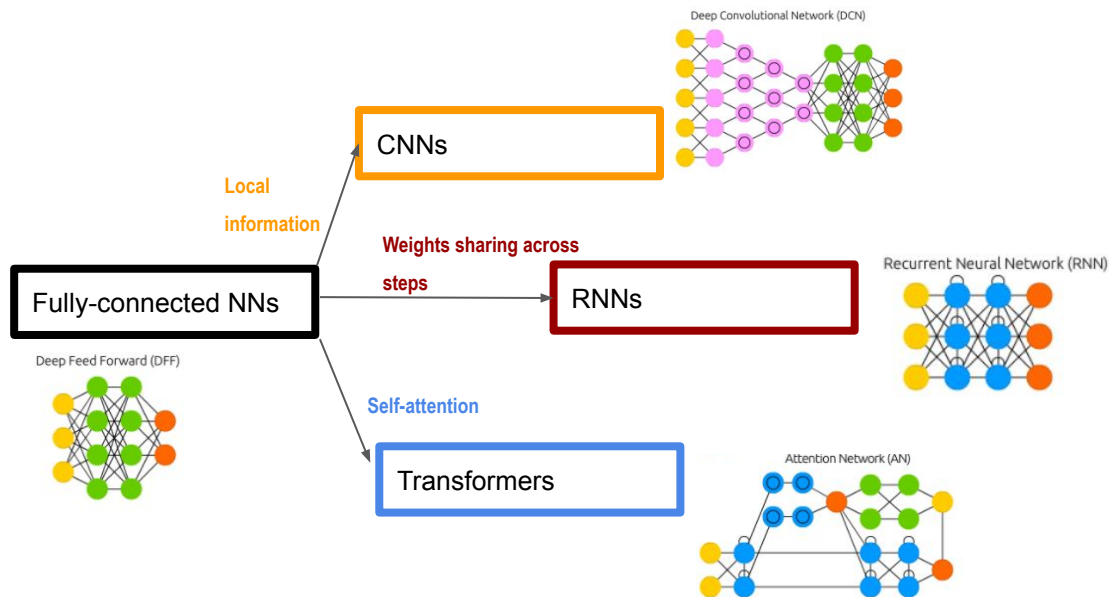 Deep Convolutional Network (DCN)
CNNs
Local
information
Weights sharing across
steps
RNNs
Recurrent Neural Network (RNN)
Fully-connected NNs
Deep Feed Forward (DFF)
Self-attention
Transformers
Attention Network (AN)